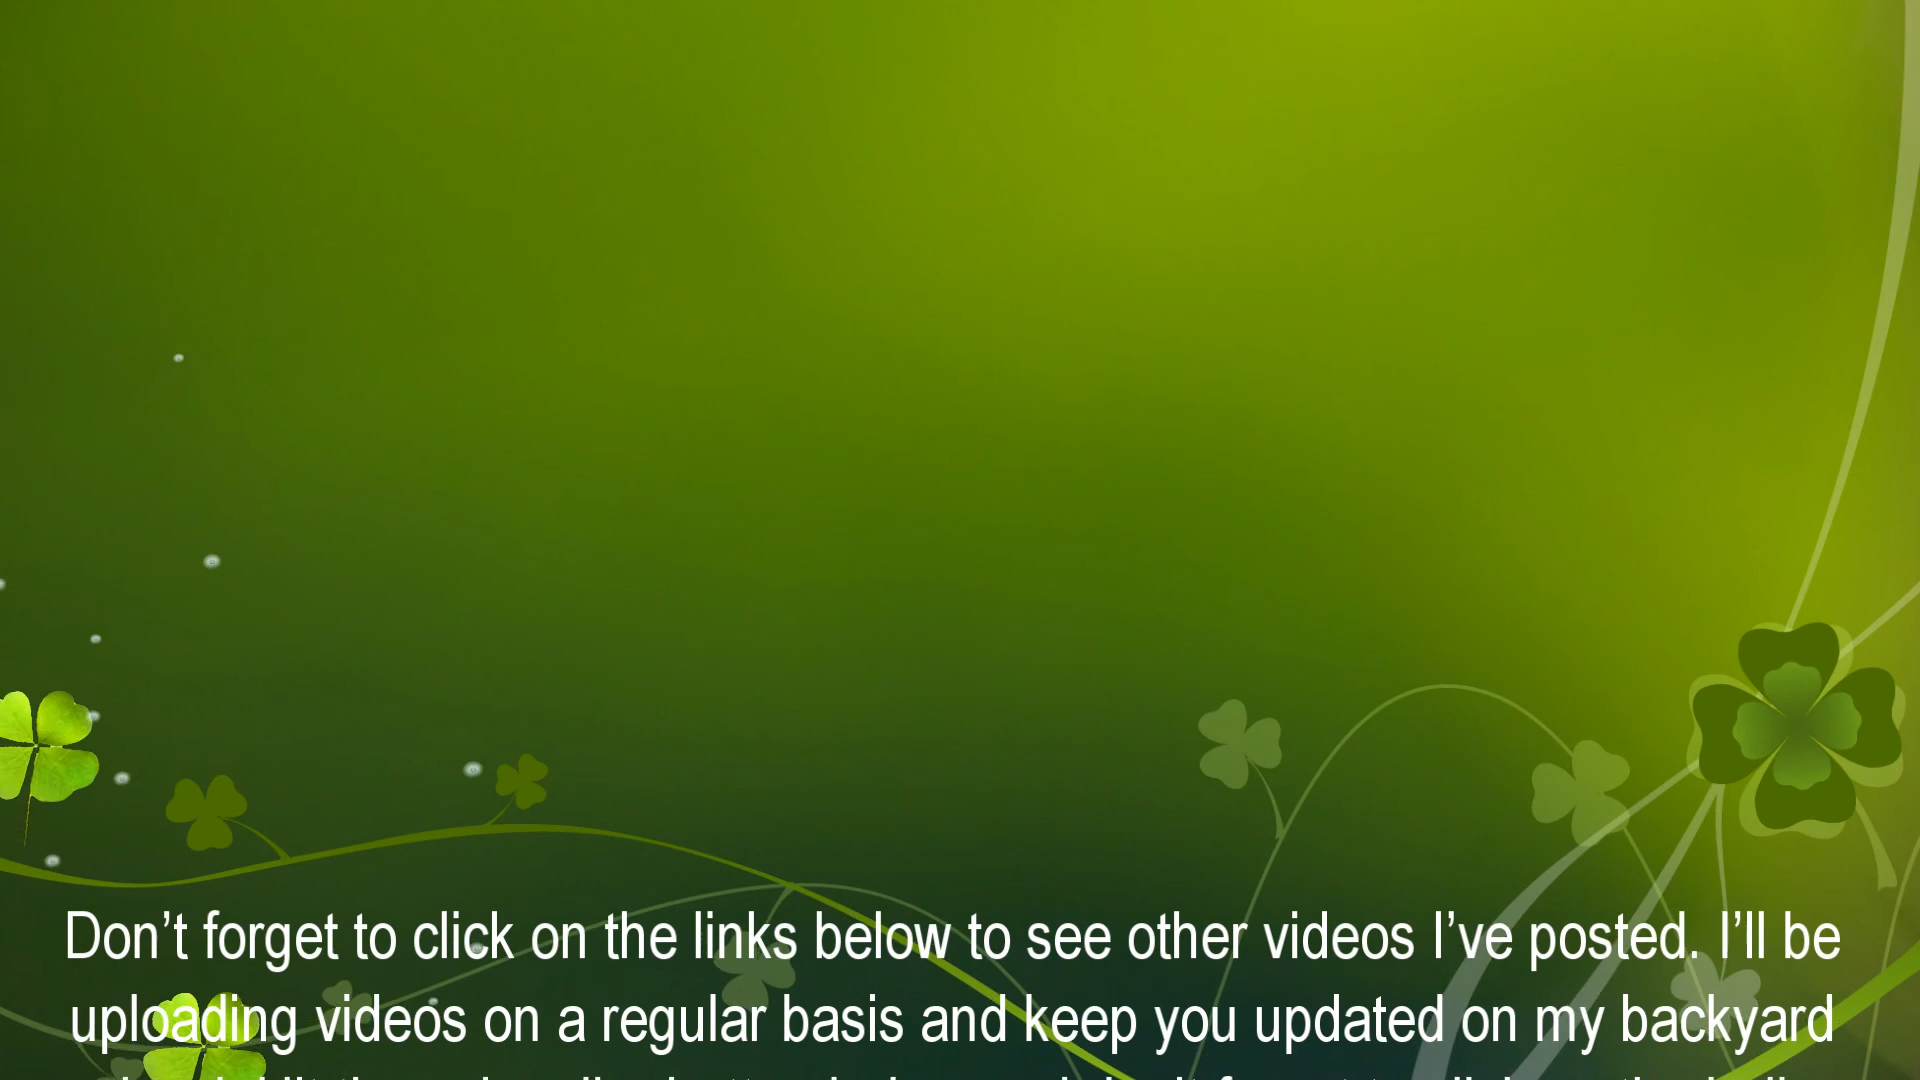 Don’t forget to click on the links below to see other videos I’ve posted. I’ll be
uploading videos on a regular basis and keep you updated on my backyard